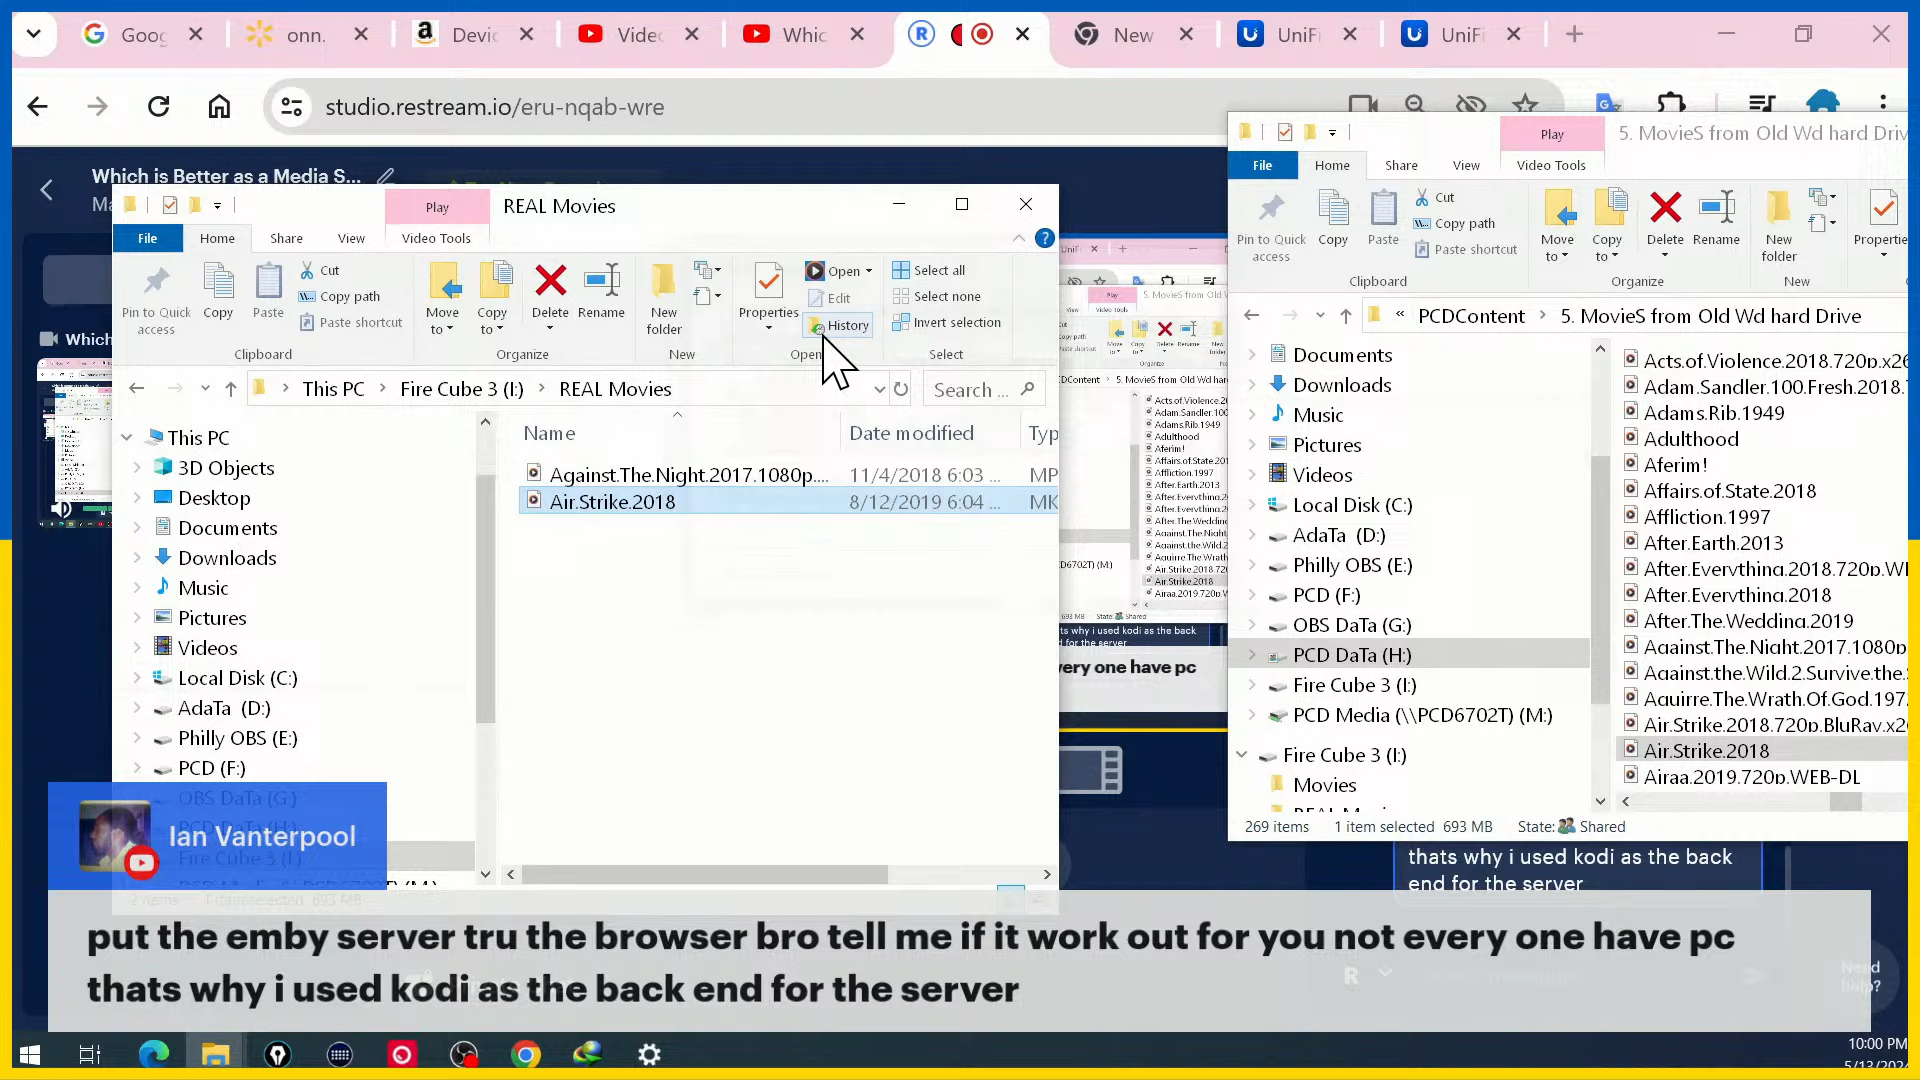 Goog
onn.
Devic
Videc
Whic
R
New
UniFi
UniFi
studio.restream.io/eru-nqab-wre
Which is Better as a Media S...
Play
REAL Movies
File
Home
Share
View
Video Tools
Pin to Quick access
Copy
Paste
Cut
Copy path
Paste shortcut
Clipboard
Move to
Copy to
Delete
Rename
Organize
New folder
New
Properties
Open
Edit
History
Open
Select all
Select none
Invert selection
Select
This PC
Fire Cube 3 (I:)
REAL Movies
Search ...
Name
Date modified
Typ
Against.The.Night.2017.1080p....
11/4/2018 6:03 ...
MP
Air.Strike.2018
8/12/2019 6:04 ...
MK
This PC
3D Objects
Desktop
Documents
Downloads
Music
Pictures
Videos
Local Disk (C:)
AdaTa (D:)
Philly OBS (E:)
PCD (F:)
OBS DaTa (G:)
PCD DaTa (H:)
Fire Cube 3 (I:)
Which
Play
5. MovieS from Old Wd hard Driv
File
Home
Share
View
Video Tools
Pin to Quick access
Copy
Paste
Cut
Copy path
Paste shortcut
Clipboard
Move to
Copy to
Delete
Rename
Organize
New folder
New
Propertie
PCDContent
5. MovieS from Old Wd hard Drive
Documents
Downloads
Music
Pictures
Videos
Local Disk (C:)
AdaTa (D:)
Philly OBS (E:)
PCD (F:)
OBS DaTa (G:)
PCD DaTa (H:)
Fire Cube 3 (I:)
PCD Media (\\PCD6702T) (M:)
Fire Cube 3 (I:)
Movies
Acts.of.Violence.2018.720p.x26
Adam.Sandler.100.Fresh.2018.
Adams.Rib.1949
Adulthood
Aferim!
Affairs.of.State.2018
Affliction.1997
After.Earth.2013
After.Everything.2018.720p.WE
After.Everything.2018
After.The.Wedding.2019
Against.The.Night.2017.1080p
Against.the.Wild.2.Survive.the.
Aguirre.The.Wrath.Of.God.197
Air.Strike.2018.720p.BluRay.x26
Air.Strike.2018
Airaa.2019.720p.WEB-DL
269 items
1 item selected
693 MB
State:
Shared
very one have pc
thats why i used kodi as the back
end for the server
Ian Vanterpool
put the emby server tru the browser bro tell me if it work out for you not every one have pc
thats why i used kodi as the back end for the server
Need help?
10:00 PM